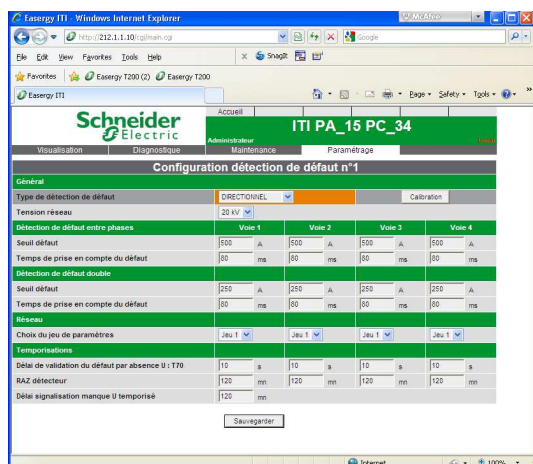 Easergy ITI - Windows Internet Explorer
McAfee
http://212.1.1.10/cgi/main.cgi
Google
File Edit View Favorites Tools Help
x SnagIt
Favorites Easergy T200 (2) Easergy T200
Easergy ITI
Page Safety Tools
Accueil
Schneider Electric
ITI PA_15 PC_34
Administrateur
Visualisation Diagnostique Maintenance Paramétrage
Configuration détection de défaut n°1
Général
Type de détection de défaut DIRECTIONNEL Calibration
Tension réseau 20 kV
Détection de défaut entre phases Voie 1 Voie 2 Voie 3 Voie 4
Seuil défaut 500 A 500 A 500 A 500 A
Temps de prise en compte du défaut 80 ms 80 ms 80 ms 80 ms
Détection de défaut double
Seuil défaut 250 A 250 A 250 A 250 A
Temps de prise en compte du défaut 80 ms 80 ms 80 ms 80 ms
Réseau
Choix du jeu de paramètres Jeu 1 Jeu 1 Jeu 1 Jeu 1
Temporisations
Délai de validation du défaut par absence U : T70 10 s 10 s 10 s 10 s
RAZ détecteur 120 mn 120 mn 120 mn 120 mn
Délai signalisation manque U temporisé 120 mn
Sauvegarder
Internet 100%